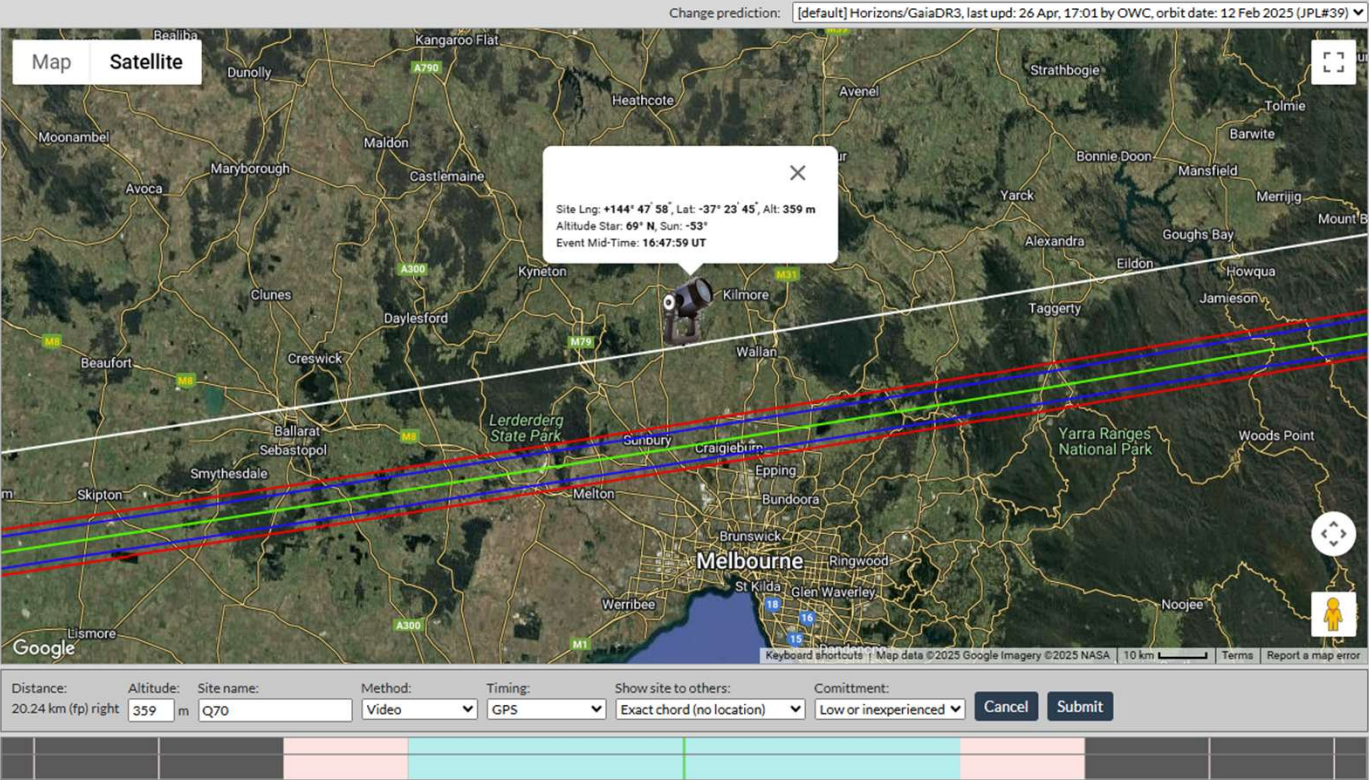 Change prediction: [default] Horizons/GaiaDR3, last upd: 26 Apr, 17:01 by OWC, orbit date: 12 Feb 2025 (JPL#39)
Map Satellite
Bealiba
Kangaroo Flat
M39
A790
Dunolly
Strathbogie
Heathcote
Avenel
Tolmie
Moonambel
Maldon
Barwite
Bonnie Doon
Maryborough
Castlemaine
Mansfield
Avoca
Yarck
Merrijig
Site Lng: +144° 47' 58", Lat: -37° 23' 45", Alt: 359 m
Altitude Star: 69° N, Sun: -53°
Event Mid-Time: 16:47:59 UT
Mount B
Goughs Bay
Alexandra
A300
Kyneton
M31
Eildon
Howqua
Clunes
Kilmore
Jamieson
Taggerty
Daylesford
M8
M79
Creswick
Wallan
Beaufort
M8
Lerderderg
State Park
Ballarat
M8
Sunbury
Craigieburn
Yarra Ranges
National Park
Woods Point
Sebastopol
Smythesdale
Epping
m
Skipton
Melton
Bundoora
Brunswick
Melbourne
Ringwood
St Kilda
Glen Waverley
Werribee
18
Noojee
16
A300
Lismore
15
M1
Dandenong
Google
Keyboard shortcuts
Map data ©2025 Google Imagery ©2025 NASA
10 km
Terms
Report a map error
Distance: Altitude: Site name: Method: Timing: Show site to others: Comittment:
20.24 km (fp) right 359 m Q70 Video GPS Exact chord (no location) Low or inexperienced Cancel Submit